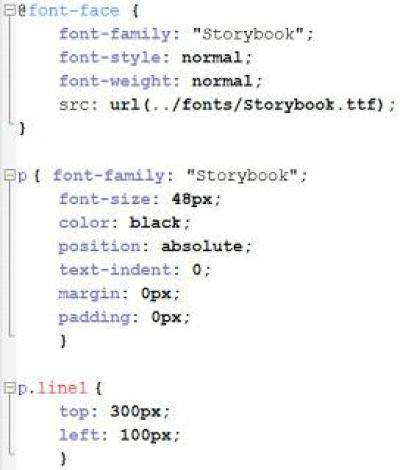 @font-face {
font-family: "Storybook";
font-style: normal;
font-weight: normal;
src: url(../fonts/Storybook.ttf);
}
p { font-family: "Storybook";
font-size: 48px;
color: black;
position: absolute;
text-indent: 0;
margin: 0px;
padding: 0px;
}
p.line1 {
top: 300px;
left: 100px;
}